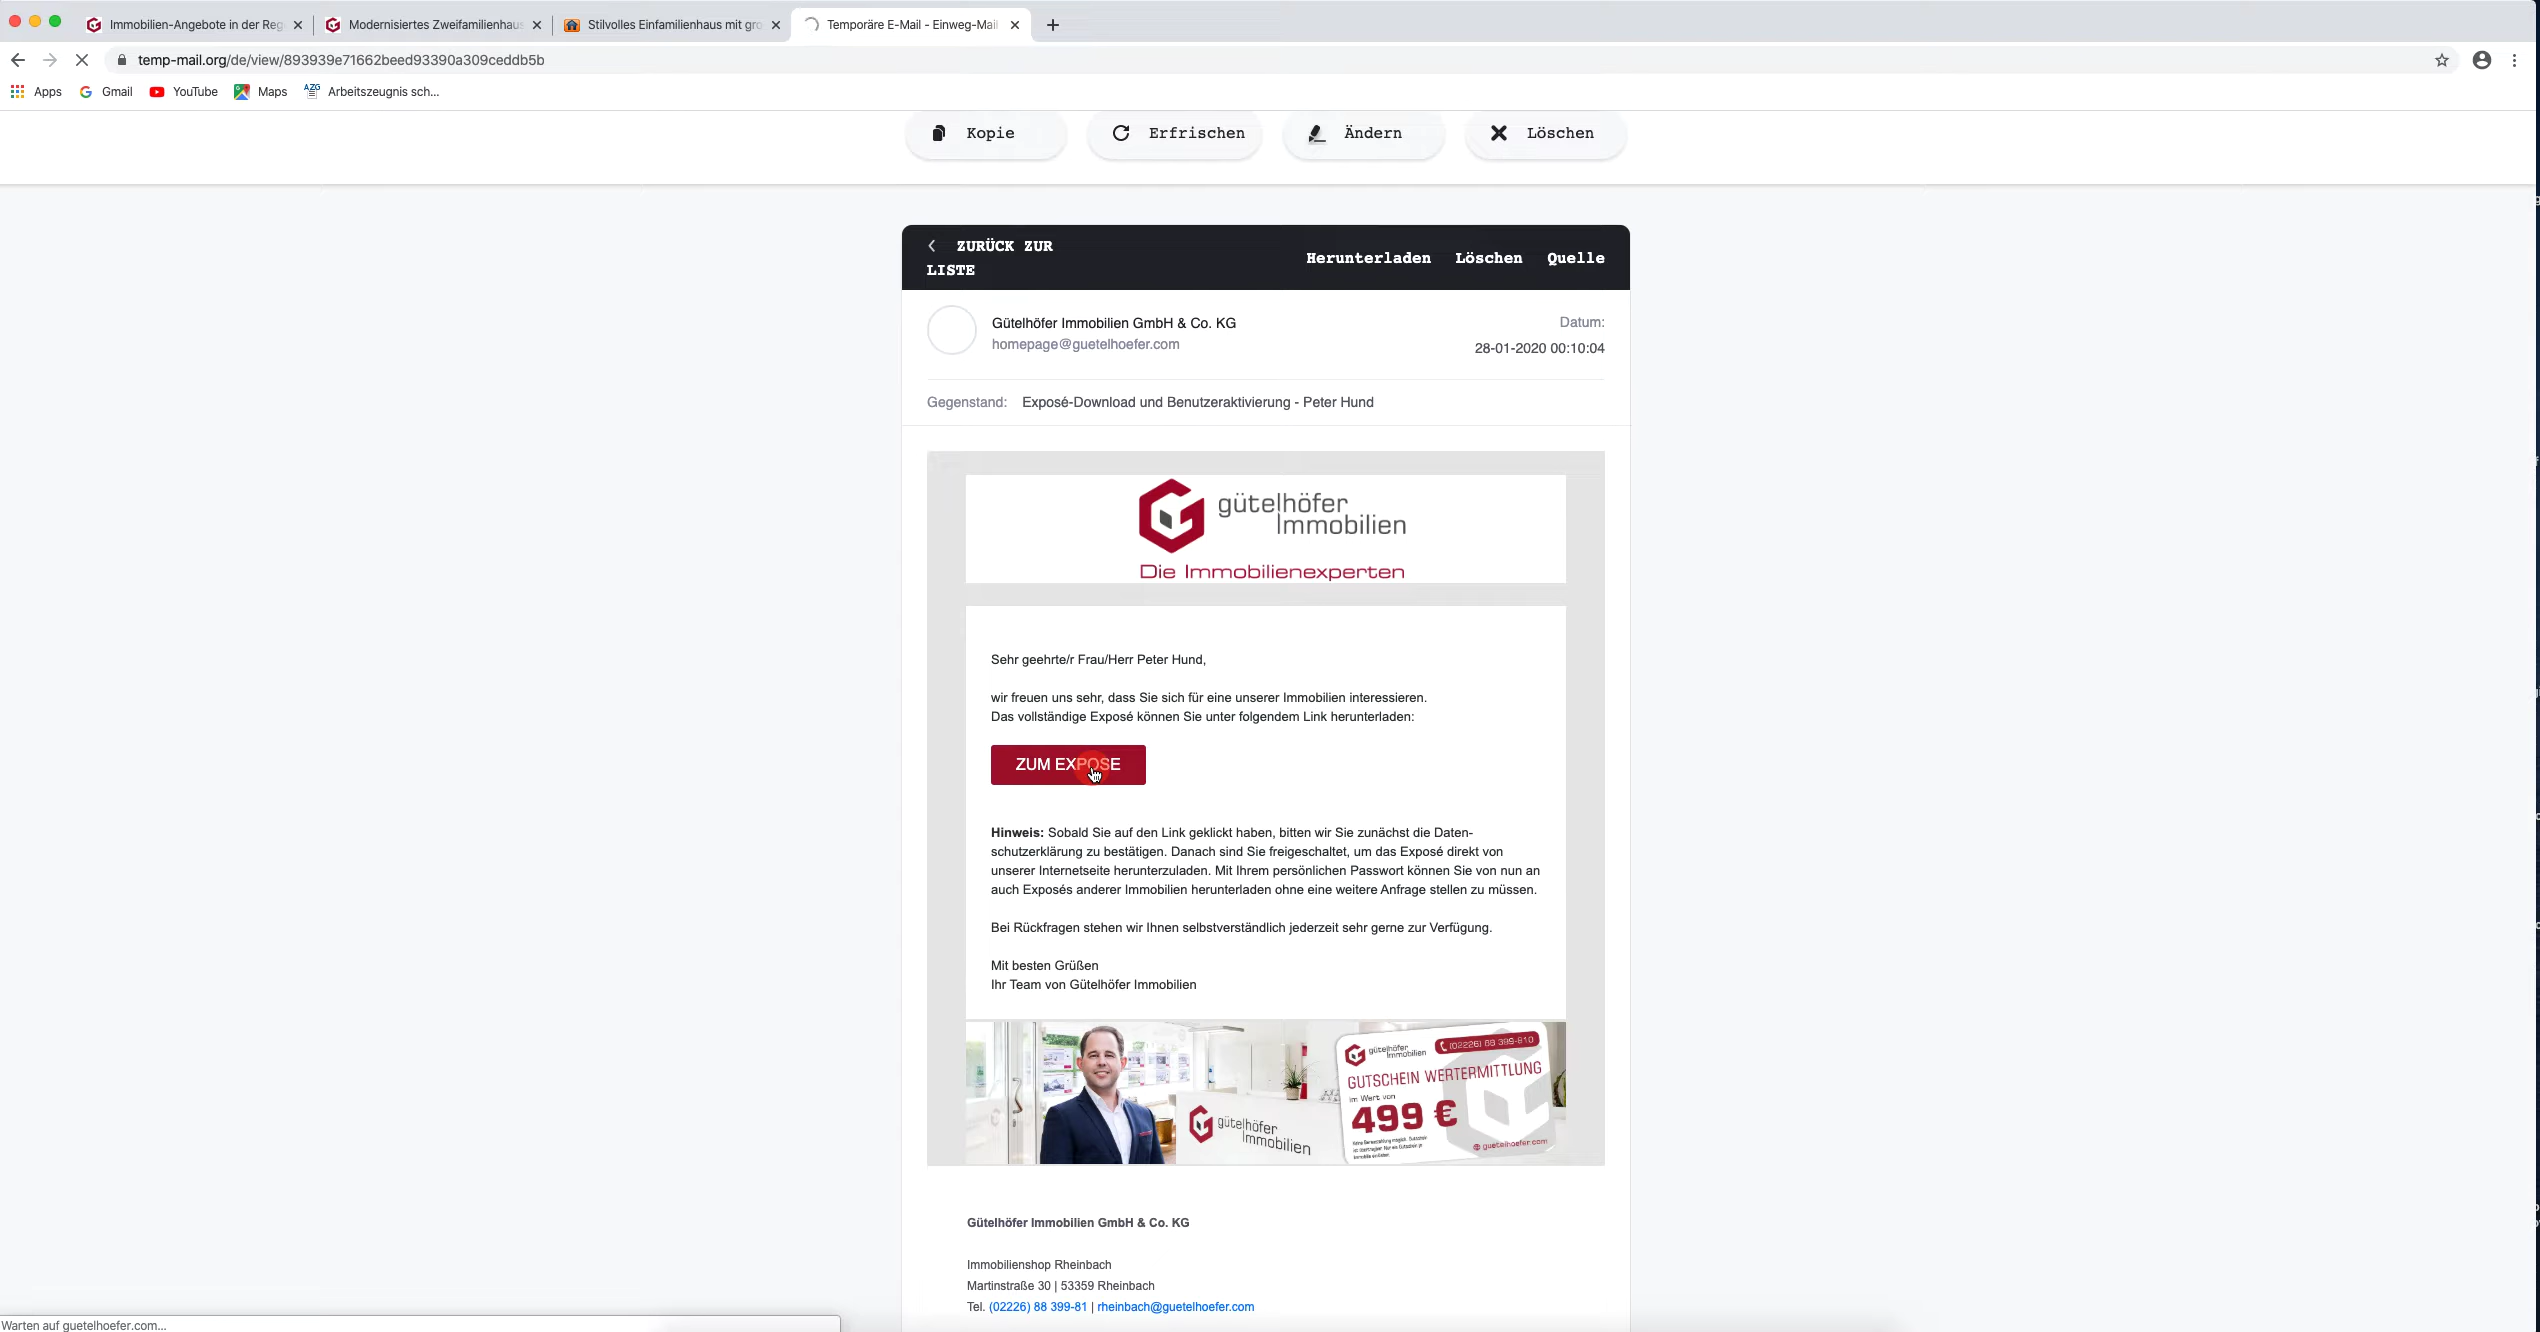 Immobilien-Angebote in der Reg
Modernisiertes Zweifamilienhaus
Stilvolles Einfamilienhaus mit gro
Temporäre E-Mail - Einweg-Mail
temp-mail.org/de/view/893939e71662beed93390a309ceddb5b
Apps
Gmail
YouTube
Maps
AZG
Arbeitszeugnis sch...
Kopie
Erfrischen
Ändern
Löschen
ZURÜCK ZUR
LISTE
Herunterladen
Löschen
Quelle
Gütelhöfer Immobilien GmbH & Co. KG
homepage@guetelhoefer.com
Datum:
28-01-2020 00:10:04
Gegenstand: Exposé-Download und Benutzeraktivierung - Peter Hund
gütelhöfer
Immobilien
Die Immobilienexperten
Sehr geehrte/r Frau/Herr Peter Hund,
wir freuen uns sehr, dass Sie sich für eine unserer Immobilien interessieren.
Das vollständige Exposé können Sie unter folgendem Link herunterladen:
ZUM EXPOSE
Hinweis: Sobald Sie auf den Link geklickt haben, bitten wir Sie zunächst die Daten-
schutzerklärung zu bestätigen. Danach sind Sie freigeschaltet, um das Exposé direkt von
unserer Internetseite herunterzuladen. Mit Ihrem persönlichen Passwort können Sie von nun an
auch Exposés anderer Immobilien herunterladen ohne eine weitere Anfrage stellen zu müssen.
Bei Rückfragen stehen wir Ihnen selbstverständlich jederzeit sehr gerne zur Verfügung.
Mit besten Grüßen
Ihr Team von Gütelhöfer Immobilien
gütelhöfer
Immobilien
gütelhöfer
Immobilien
(02226) 88 399-810
GUTSCHEIN WERTERMITTLUNG
im Wert von
499 €
guetelhoefer.com
Gütelhöfer Immobilien GmbH & Co. KG
Immobilienshop Rheinbach
Martinstraße 30 | 53359 Rheinbach
Tel. (02226) 88 399-81 | rheinbach@guetelhoefer.com
Warten auf guetelhoefer.com...